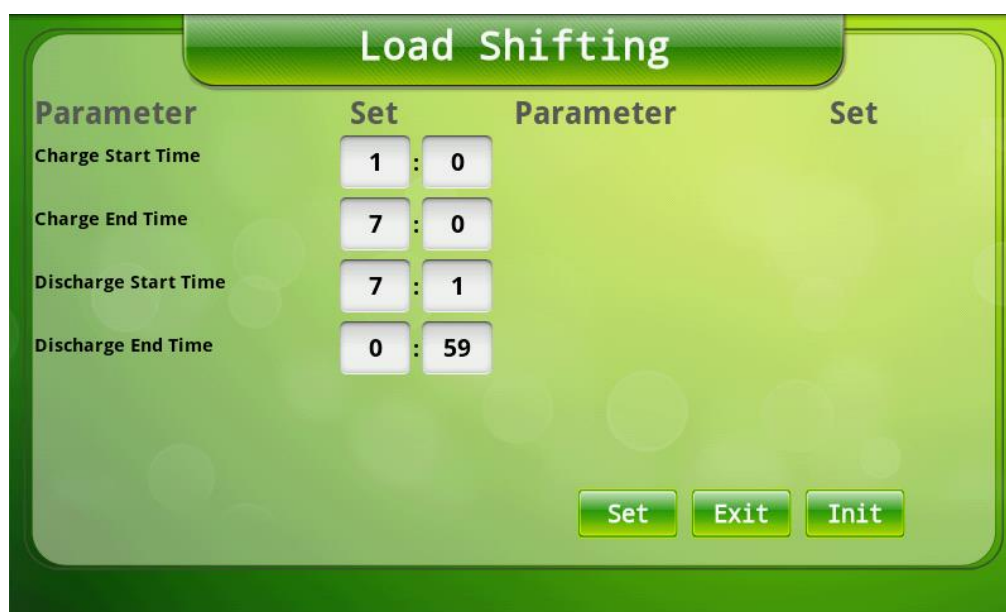 Load Shifting
Parameter Set Parameter Set
Charge Start Time 1 : 0
Charge End Time 7 : 0
Discharge Start Time 7 : 1
Discharge End Time 0 : 59
Set Exit Init